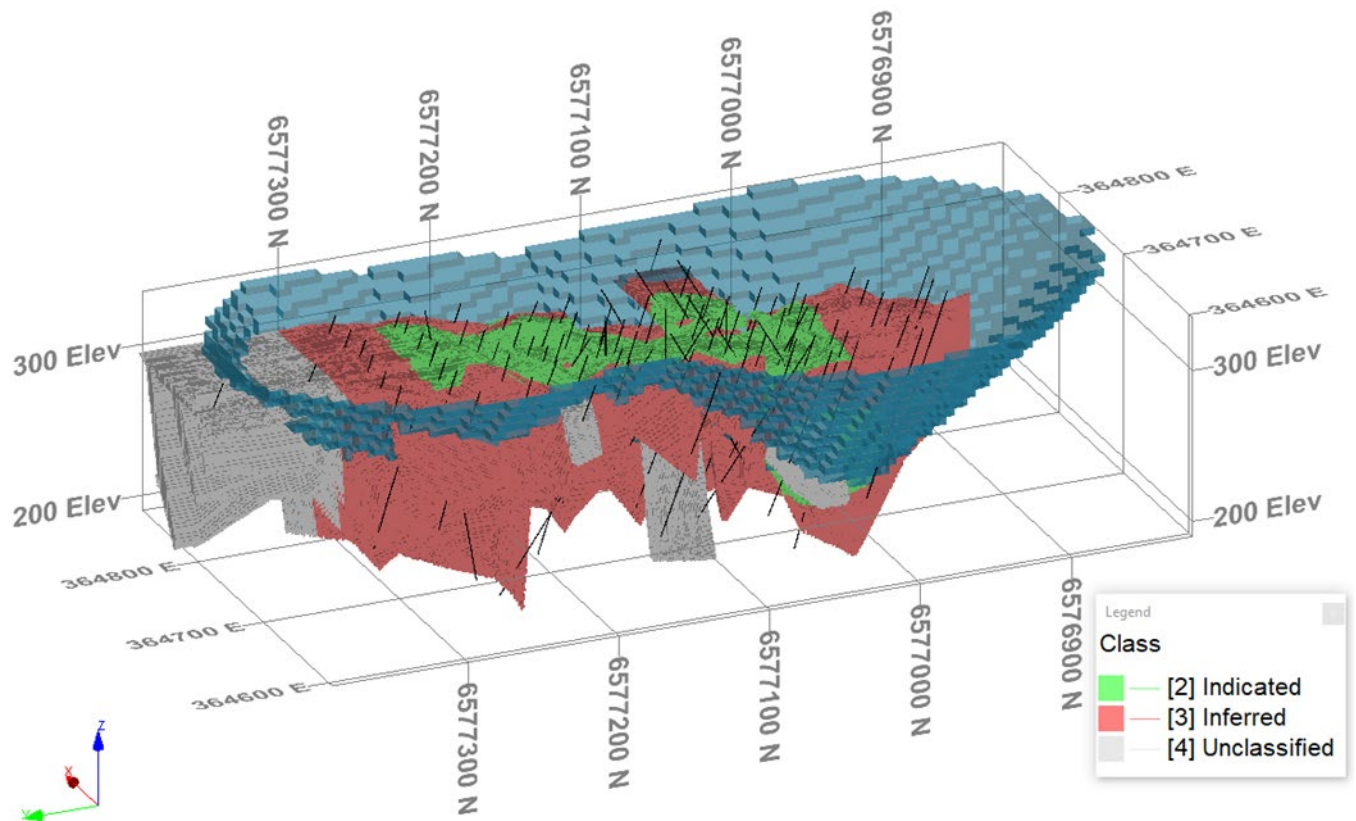 6577300 N
6577200 N
6577100 N
6577000 N
6576900 N
364800 E
364700 E
364600 E
300 Elev
200 Elev
300 Elev
200 Elev
364800 E
364700 E
364600 E
6577300 N
6577200 N
6577100 N
6577000 N
6576900 N
Legend
Class
[2] Indicated
[3] Inferred
[4] Unclassified
Z
X
Y